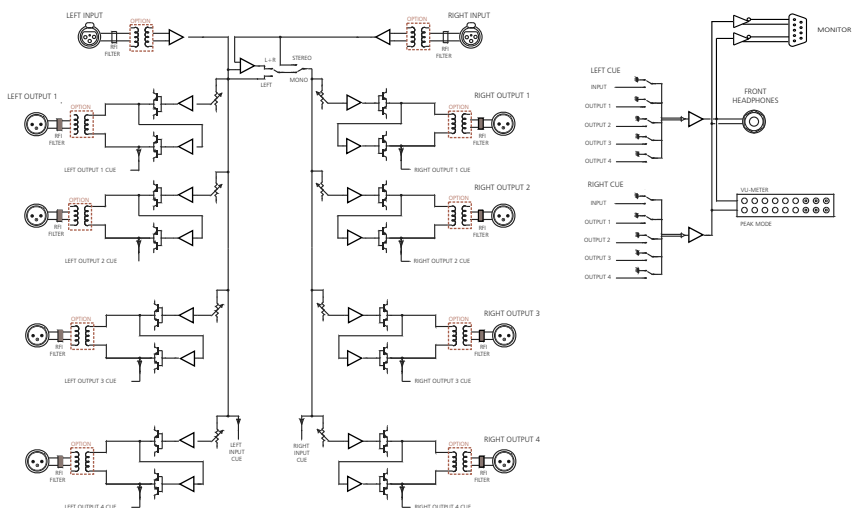 LEFT INPUT
OPTION
RFI
FILTER
L+R
STEREO
LEFT
MONO
OPTION
RIGHT INPUT
RFI
FILTER
LEFT OUTPUT 1
OPTION
RFI
FILTER
LEFT OUTPUT 1 CUE
RIGHT OUTPUT 1
OPTION
RFI
FILTER
RIGHT OUTPUT 1 CUE
OPTION
RFI
FILTER
LEFT OUTPUT 2 CUE
RIGHT OUTPUT 2
OPTION
RFI
FILTER
RIGHT OUTPUT 2 CUE
OPTION
RFI
FILTER
LEFT OUTPUT 3 CUE
RIGHT OUTPUT 3
OPTION
RFI
FILTER
RIGHT OUTPUT 3 CUE
OPTION
RFI
FILTER
LEFT OUTPUT 4 CUE
LEFT
INPUT
CUE
RIGHT
INPUT
CUE
RIGHT OUTPUT 4
OPTION
RFI
FILTER
RIGHT OUTPUT 4 CUE
MONITOR
LEFT CUE
INPUT
OUTPUT 1
OUTPUT 2
OUTPUT 3
OUTPUT 4
FRONT
HEADPHONES
RIGHT CUE
INPUT
OUTPUT 1
OUTPUT 2
OUTPUT 3
OUTPUT 4
VU-METER
PEAK MODE